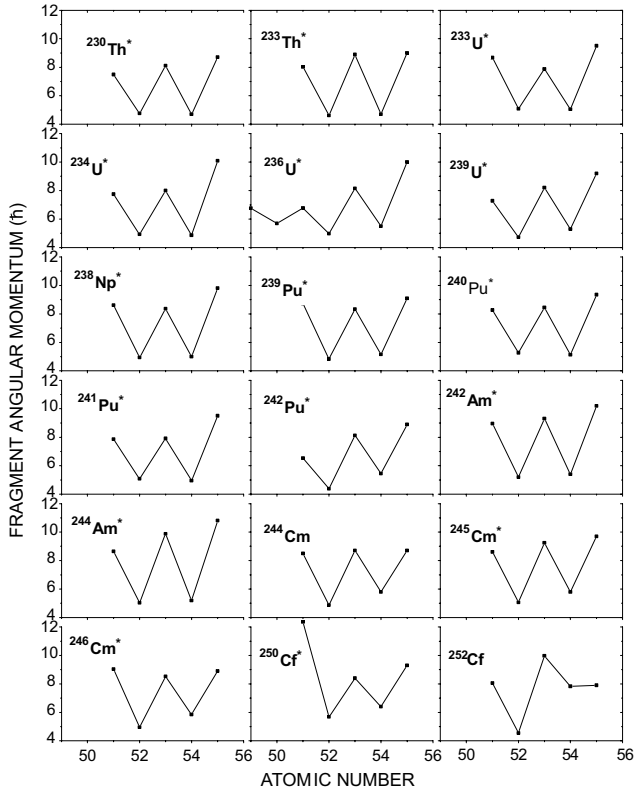 12
10
8
6
4
²³⁰Th*
²³³Th*
²³³U*
12
10
8
6
4
²³⁴U*
²³⁶U*
²³⁹U*
12
10
8
6
4
²³⁸Np*
²³⁹Pu*
²⁴⁰Pu*
12
10
8
6
4
²⁴¹Pu*
²⁴²Pu*
²⁴²Am*
12
10
8
6
4
²⁴⁴Am*
²⁴⁴Cm
²⁴⁵Cm*
12
10
8
6
4
²⁴⁶Cm*
²⁵⁰Cf*
²⁵²Cf
50 52 54 56 50 52 54 56 50 52 54 56
FRAGMENT ANGULAR MOMENTUM (ħ)
ATOMIC NUMBER